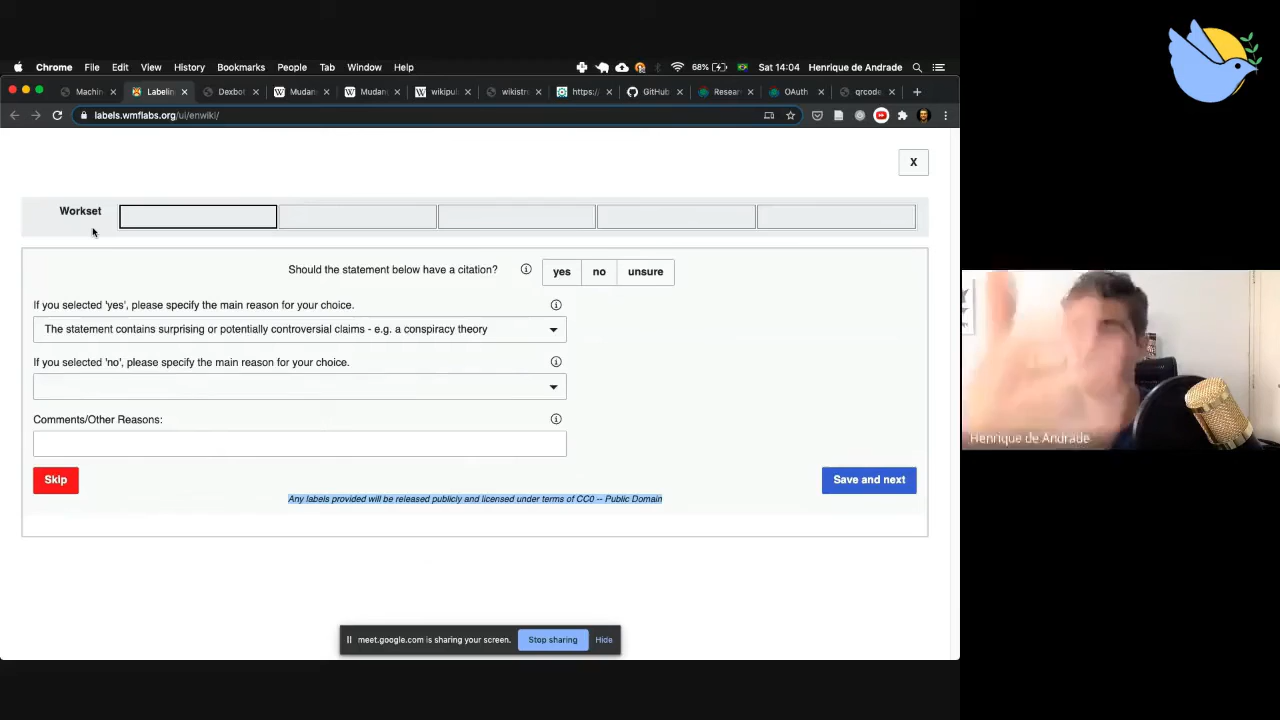 Chrome File Edit View History Bookmarks People Tab Window Help 68% Sat 14:04 Henrique de Andrade
Machin Labelin Dexbot Mudan Mudan wikipul wikistr https:/ GitHub Resear OAuth qrcode.
labels.wmflabs.org/ui/enwiki/
X
Workset
Should the statement below have a citation? yes no unsure
If you selected 'yes', please specify the main reason for your choice.
The statement contains surprising or potentially controversial claims - e.g. a conspiracy theory
If you selected 'no', please specify the main reason for your choice.
Comments/Other Reasons:
Skip Save and next
Any labels provided will be released publicly and licensed under terms of CC0 -- Public Domain
Henrique de Andrade
meet.google.com is sharing your screen. Stop sharing Hide